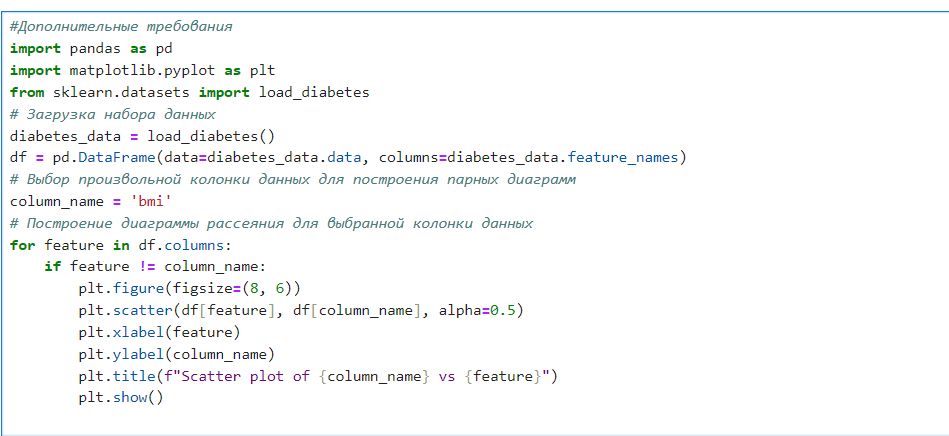 #Дополнительные требования
import pandas as pd
import matplotlib.pyplot as plt
from sklearn.datasets import load_diabetes
# Загрузка набора данных
diabetes_data = load_diabetes()
df = pd.DataFrame(data=diabetes_data.data, columns=diabetes_data.feature_names)
# Выбор произвольной колонки данных для построения парных диаграмм
column_name = 'bmi'
# Построение диаграммы рассеяния для выбранной колонки данных
for feature in df.columns:
    if feature != column_name:
        plt.figure(figsize=(8, 6))
        plt.scatter(df[feature], df[column_name], alpha=0.5)
        plt.xlabel(feature)
        plt.ylabel(column_name)
        plt.title(f"Scatter plot of {column_name} vs {feature}")
        plt.show()